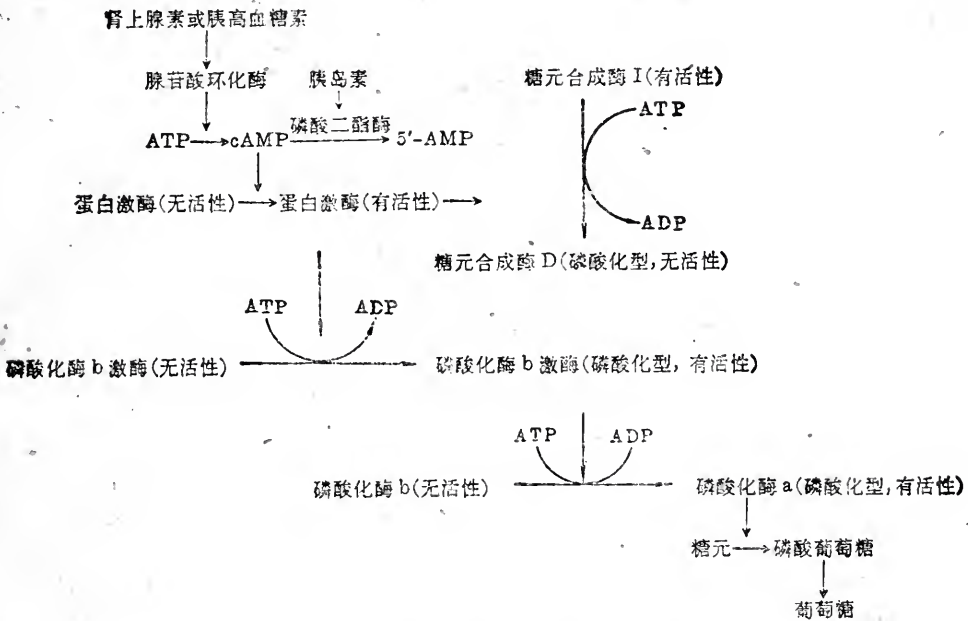 肾上腺素或胰高血糖素
腺苷酸环化酶 胰岛素 糖元合成酶 I(有活性)
ATP
磷酸二酯酶
ATP cAMP 5'-AMP
蛋白激酶(无活性) 蛋白激酶(有活性)
ADP
糖元合成酶 D(磷酸化型,无活性)
ATP ADP
磷酸化酶 b 激酶(无活性) 磷酸化酶 b 激酶(磷酸化型, 有活性)
ATP ADP
磷酸化酶 b(无活性) 磷酸化酶 a(磷酸化型,有活性)
糖元 磷酸葡萄糖
葡萄糖